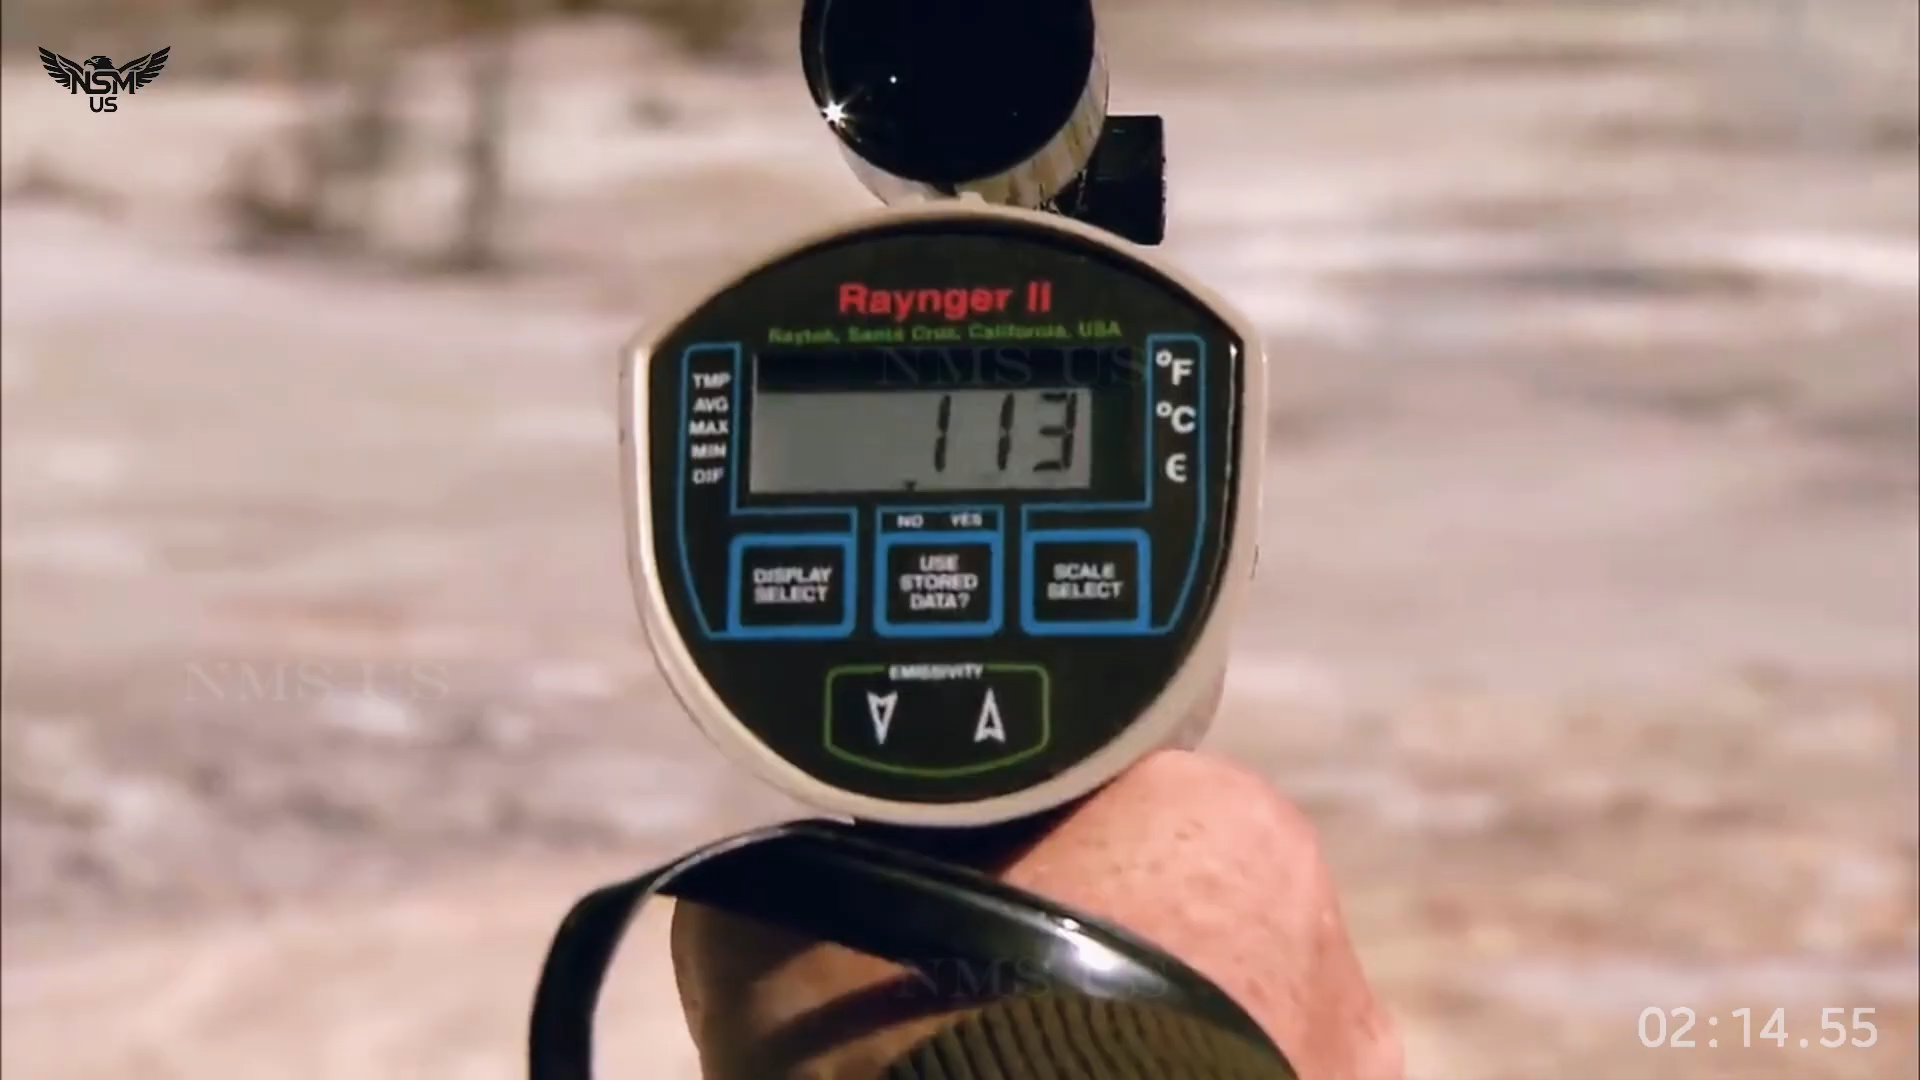 NSM
US
Raynger II
Raytek, Santa Cruz, California, USA
NMS US
TMP
AVG
MAX
MIN
DIF
113
°F
°C
€
NO YES
DISPLAY
SELECT
USE
STORED
DATA?
SCALE
SELECT
EMISSIVITY
NMS US
NMS US
02:14.55